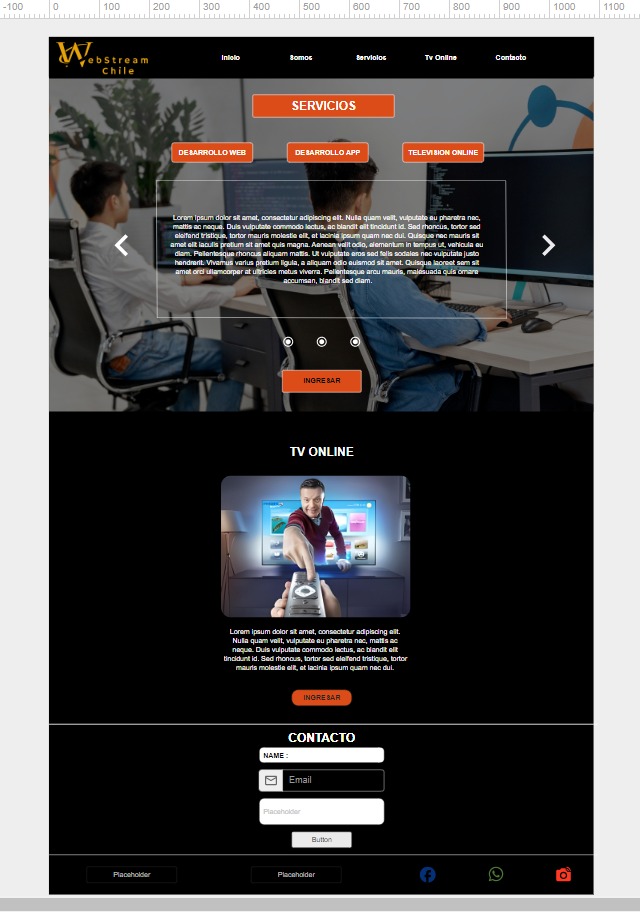 -100 0 100 200 300 400 500 600 700 800 900 1000 1100
WebStream
Chile
Inicio Somos Servicios Tv Online Contacto
SERVICIOS
DESARROLLO WEB DESARROLLO APP TELEVISION ONLINE
Lorem ipsum dolor sit amet, consectetur adipiscing elit. Nulla quam velit, vulputate eu pharetra nec,
mattis ac neque. Duis vulputate commodo lectus, ac blandit elit tincidunt id. Sed rhoncus, tortor sed
eleifend tristique, tortor mauris molestie elit, et lacinia ipsum quam nec dui. Quisque nec mauris sit
amet elit iaculis pretium sit amet quis magna. Aenean velit odio, elementum in tempus ut, vehicula eu
diam. Pellentesque rhoncus aliquam mattis. Ut vulputate eros sed felis sodales nec vulputate justo
hendrerit. Vivamus varius pretium ligula, a aliquam odio euismod sit amet. Quisque laoreet sem sit
amet orci ullamcorper at ultricies metus viverra. Pellentesque arcu mauris, malesuada quis ornare
accumsan, blandit sed diam.
INGRESAR
TV ONLINE
Lorem ipsum dolor sit amet, consectetur adipiscing elit.
Nulla quam velit, vulputate eu pharetra nec, mattis ac
neque. Duis vulputate commodo lectus, ac blandit elit
tincidunt id. Sed rhoncus, tortor sed eleifend tristique, tortor
mauris molestie elit, et lacinia ipsum quam nec dui.
INGRESAR
CONTACTO
NAME :
Email
Placeholder
Button
Placeholder Placeholder